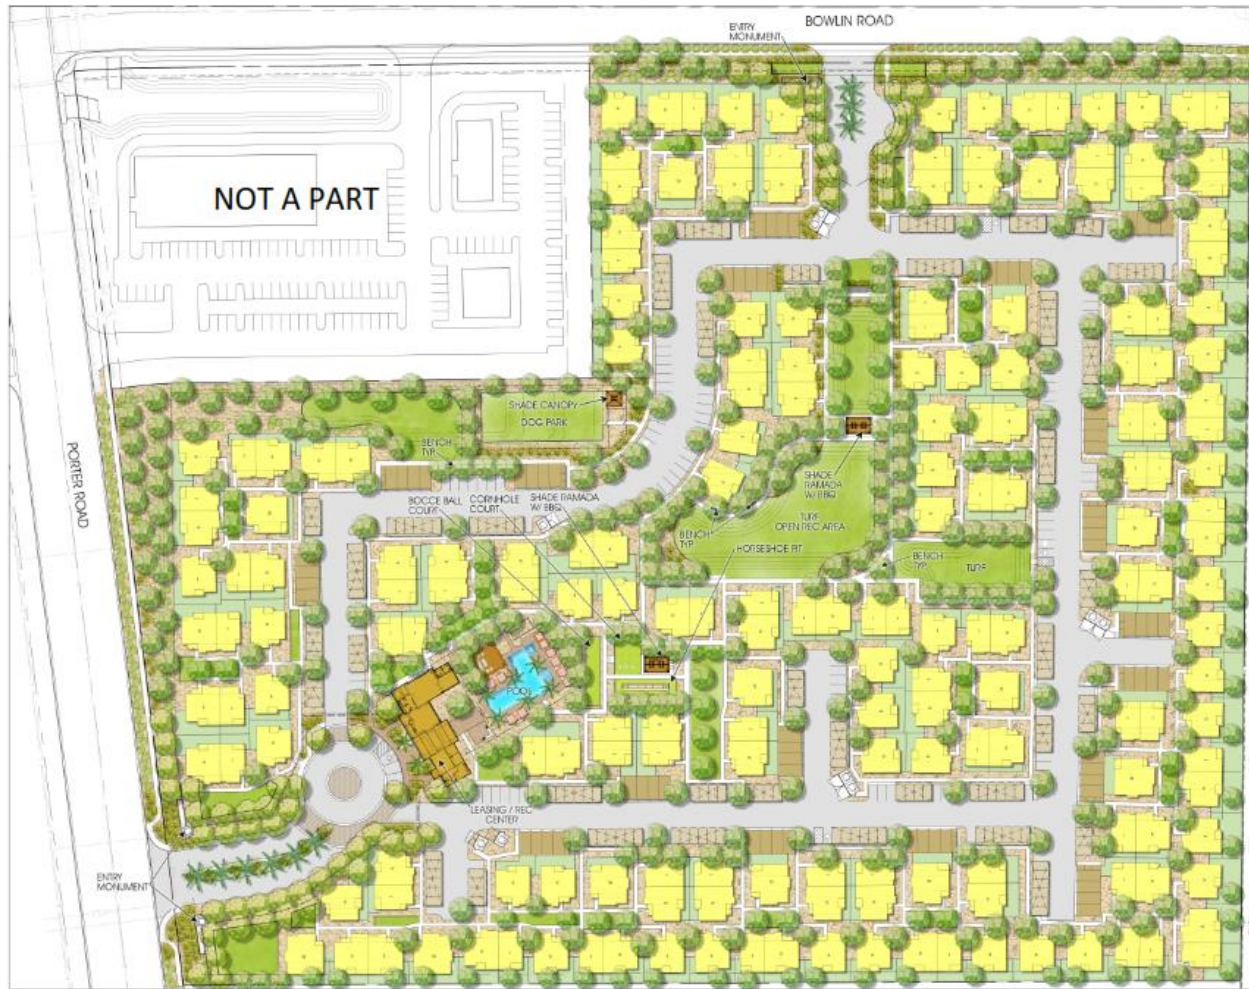 BOWLIN ROAD
ENTRY
MONUMENT
NOT A PART
SHADE CANOPY
DOG PARK
BENCH
TYP.
BOCCE BALL
COURT
CORNHOLE
COURT
SHADE RAMADA
W/ BBQ
SHADE
RAMADA
W/ BBQ
TURF
OPEN REC AREA
BENCH
TYP.
HORSESHOE PIT
BENCH
TYP.
TURF
PORTER ROAD
POOL
LEASING / REC
CENTER
ENTRY
MONUMENT